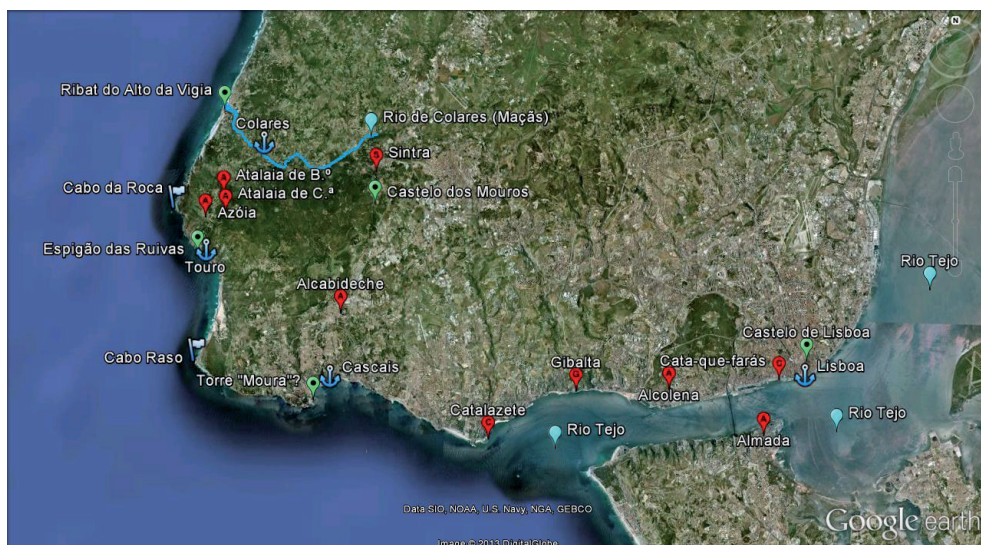 N
Ribat do Alto da Vigia
Colares
Rio de Colares (Maçãs)
S
Sintra
A
Atalaia de B.º
Cabo da Roca
A
Atalaia de C.ª
Castelo dos Mouros
A
Azóia
Espigão das Ruivas
Touro
Rio Tejo
Alcabideche
A
Castelo de Lisboa
Cabo Raso
Gibalta
G
Cata-que-farás
C
Lisboa
Cascais
Torre "Moura"?
A
Alcolena
Catalazete
C
Rio Tejo
A
Almada
Rio Tejo
Data SIO, NOAA, U.S. Navy, NGA, GEBCO
Image © 2013 DigitalGlobe
Google earth